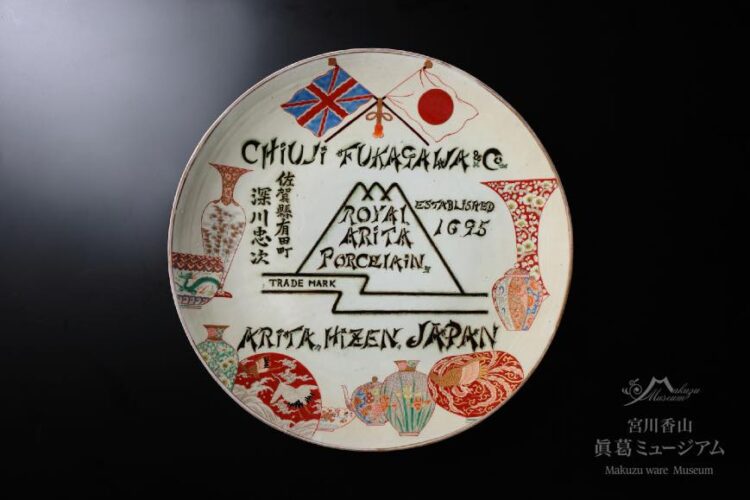 CHIUJI FUKAGAWA & Co.
佐賀縣有田町
深川忠次
ROYAL
ARITA
PORCELAIN
ESTABLISHED
1695
TRADE MARK
ARITA, HIZEN, JAPAN
Makuzu
Museum
宮川香山
眞葛ミュージアム
Makuzu ware Museum